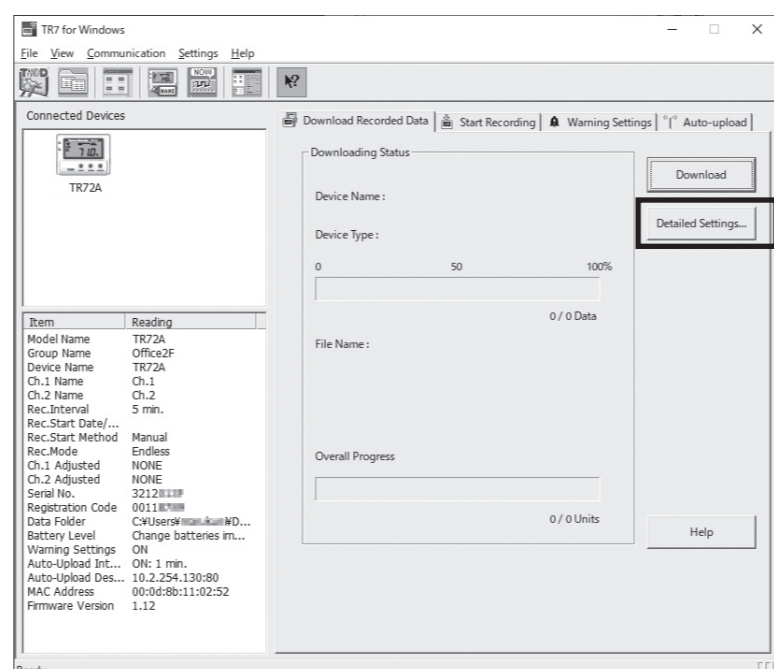 TR7 for Windows
File View Communication Settings Help
Connected Devices
TR72A
Download Recorded Data Start Recording Warning Settings Auto-upload
Downloading Status
Device Name :
Device Type :
0 50 100%
0 / 0 Data
File Name :
Overall Progress
0 / 0 Units
Download
Detailed Settings...
Help
Item Reading
Model Name TR72A
Group Name Office2F
Device Name TR72A
Ch.1 Name Ch.1
Ch.2 Name Ch.2
Rec.Interval 5 min.
Rec.Start Date/...
Rec.Start Method Manual
Rec.Mode Endless
Ch.1 Adjusted NONE
Ch.2 Adjusted NONE
Serial No. 3212
Registration Code 0011
Data Folder C:¥Users¥ ¥D...
Battery Level Change batteries im...
Warning Settings ON
Auto-Upload Int... ON: 1 min.
Auto-Upload Des... 10.2.254.130:80
MAC Address 00:0d:8b:11:02:52
Firmware Version 1.12